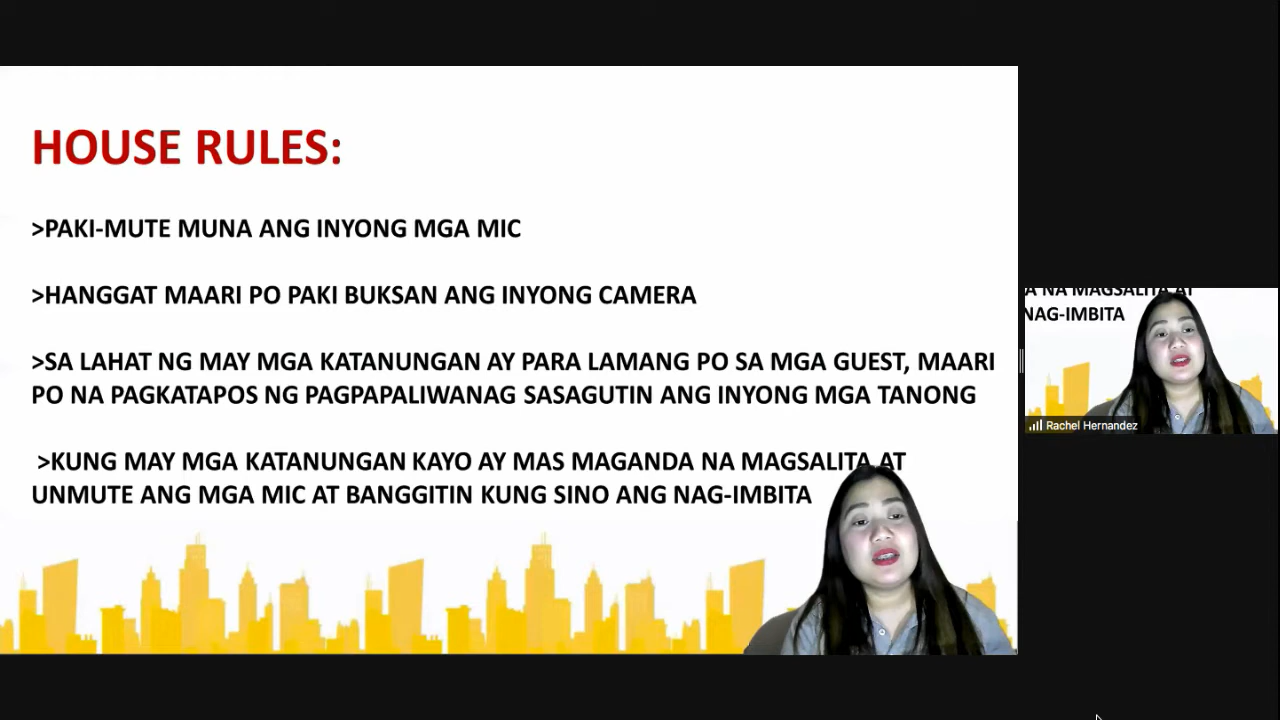 HOUSE RULES:
>PAKI-MUTE MUNA ANG INYONG MGA MIC
>HANGGAT MAARI PO PAKI BUKSAN ANG INYONG CAMERA
>SA LAHAT NG MAY MGA KATANUNGAN AY PARA LAMANG PO SA MGA GUEST, MAARI
PO NA PAGKATAPOS NG PAGPAPALIWANAG SASAGUTIN ANG INYONG MGA TANONG
>KUNG MAY MGA KATANUNGAN KAYO AY MAS MAGANDA NA MAGSALITA AT
UNMUTE ANG MGA MIC AT BANGGITIN KUNG SINO ANG NAG-IMBITA
A NA MAGSALITA AT
NAG-IMBITA
Rachel Hernandez